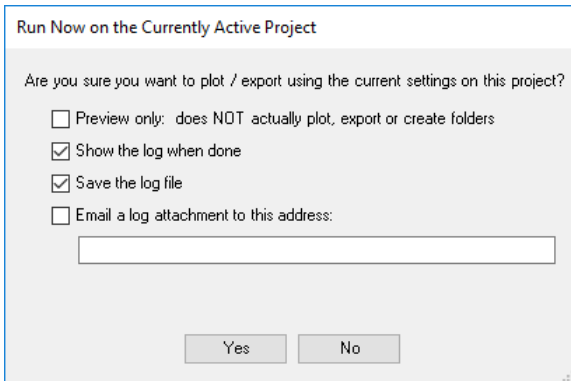 Run Now on the Currently Active Project
Are you sure you want to plot / export using the current settings on this project?
Preview only: does NOT actually plot, export or create folders
Show the log when done
Save the log file
Email a log attachment to this address:
Yes No